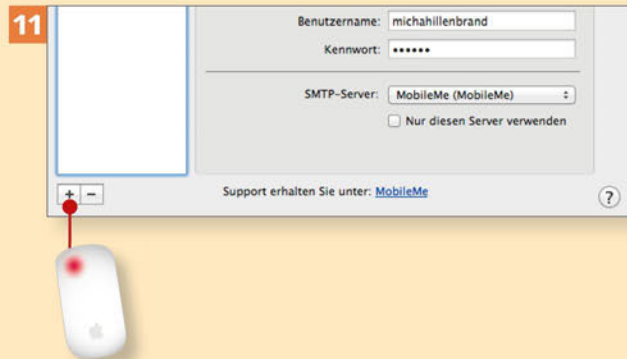 11
Benutzername: michahillenbrand
Kennwort: ••••••
SMTP-Server: MobileMe (MobileMe)
Nur diesen Server verwenden
+ −
Support erhalten Sie unter: MobileMe
?